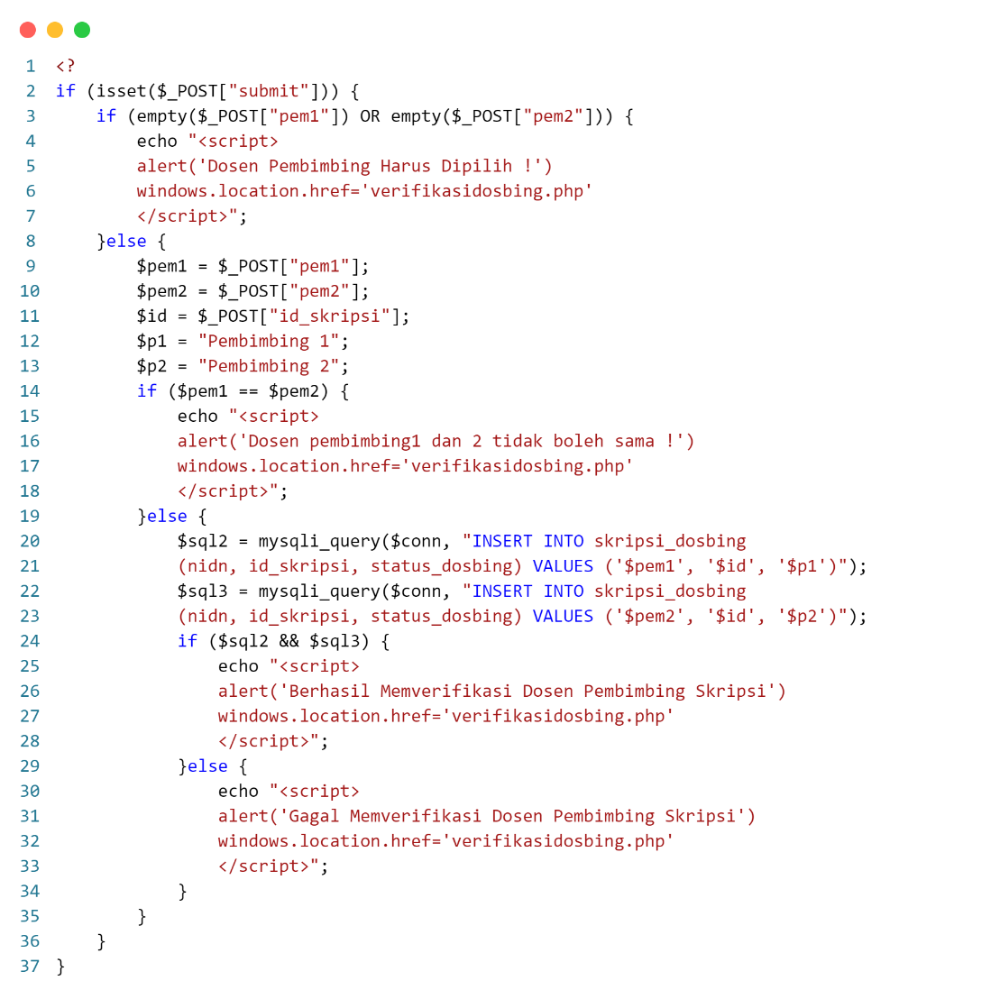 1 <?
2 if (isset($_POST["submit"])) {
3     if (empty($_POST["pem1"]) OR empty($_POST["pem2"])) {
4         echo "<script>
5         alert('Dosen Pembimbing Harus Dipilih !')
6         windows.location.href='verifikasidosbing.php'
7         </script>";
8     }else {
9         $pem1 = $_POST["pem1"];
10         $pem2 = $_POST["pem2"];
11         $id = $_POST["id_skripsi"];
12         $p1 = "Pembimbing 1";
13         $p2 = "Pembimbing 2";
14         if ($pem1 == $pem2) {
15             echo "<script>
16             alert('Dosen pembimbing1 dan 2 tidak boleh sama !')
17             windows.location.href='verifikasidosbing.php'
18             </script>";
19         }else {
20             $sql2 = mysqli_query($conn, "INSERT INTO skripsi_dosbing
21             (nidn, id_skripsi, status_dosbing) VALUES ('$pem1', '$id', '$p1')");
22             $sql3 = mysqli_query($conn, "INSERT INTO skripsi_dosbing
23             (nidn, id_skripsi, status_dosbing) VALUES ('$pem2', '$id', '$p2')");
24             if ($sql2 && $sql3) {
25                 echo "<script>
26                 alert('Berhasil Memverifikasi Dosen Pembimbing Skripsi')
27                 windows.location.href='verifikasidosbing.php'
28                 </script>";
29             }else {
30                 echo "<script>
31                 alert('Gagal Memverifikasi Dosen Pembimbing Skripsi')
32                 windows.location.href='verifikasidosbing.php'
33                 </script>";
34             }
35         }
36     }
37 }